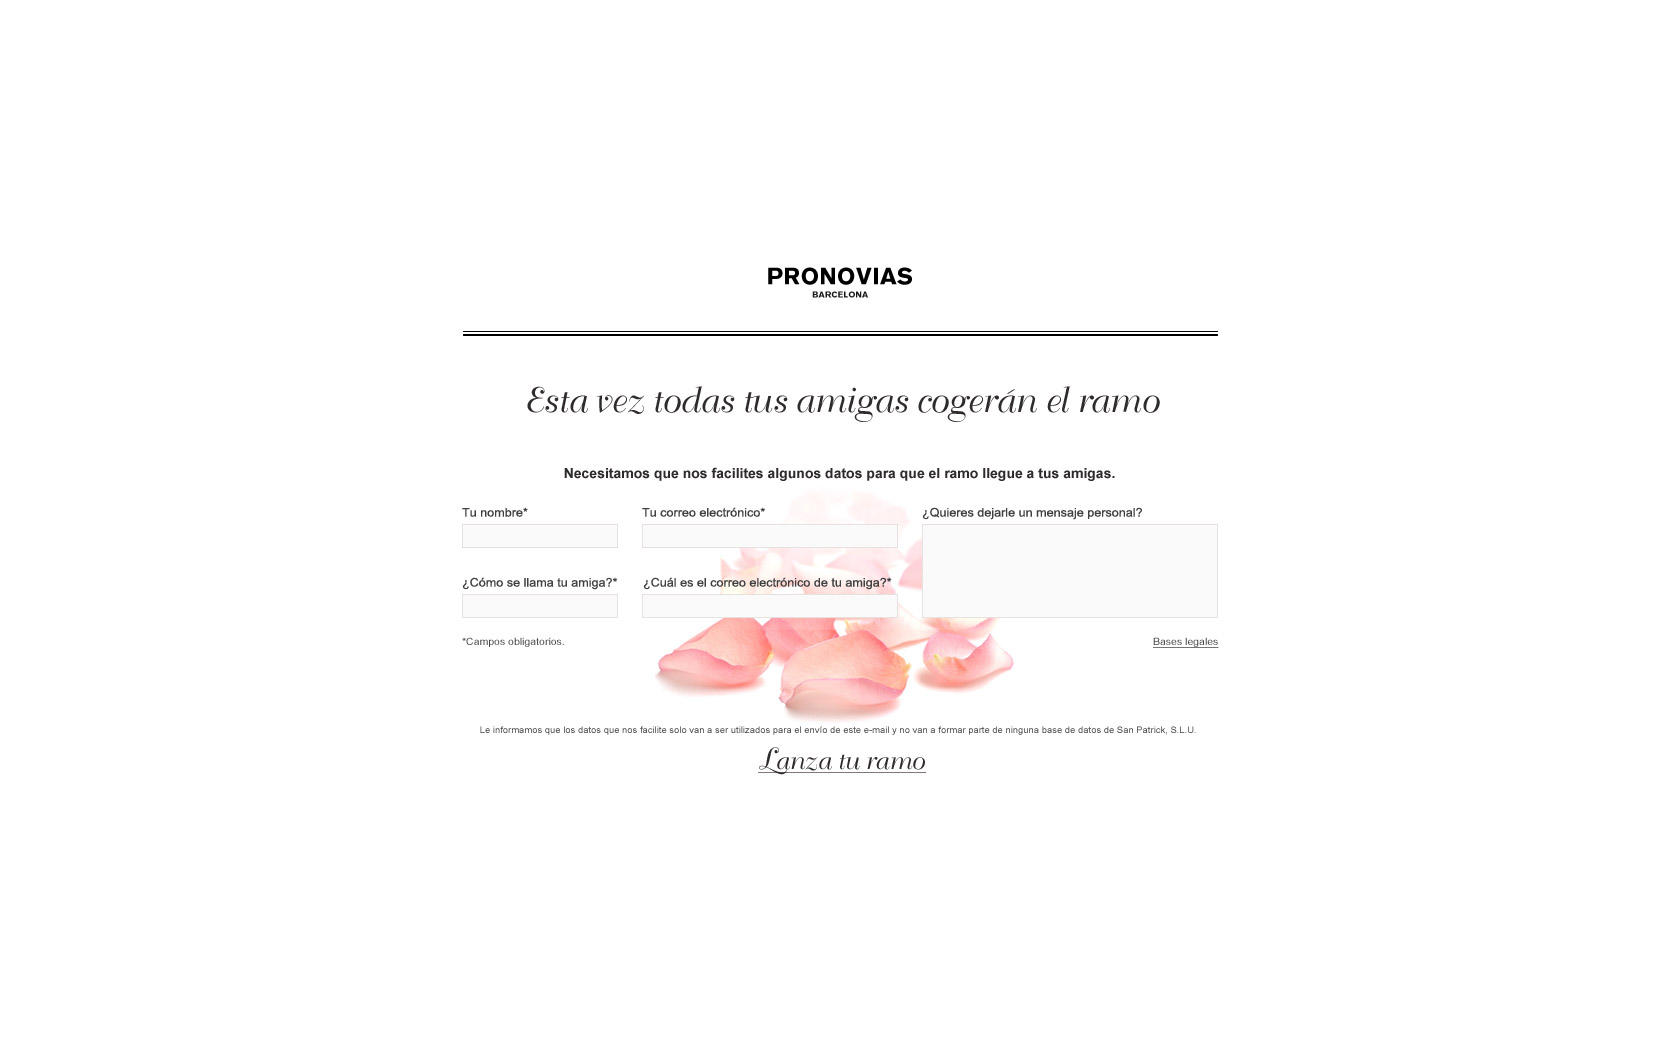 PRONOVIAS
BARCELONA
Esta vez todas tus amigas cogerán el ramo
Necesitamos que nos facilites algunos datos para que el ramo llegue a tus amigas.
Tu nombre*
Tu correo electrónico*
¿Quieres dejarle un mensaje personal?
¿Cómo se llama tu amiga?*
¿Cuál es el correo electrónico de tu amiga?*
*Campos obligatorios.
Bases legales
Le informamos que los datos que nos facilite solo van a ser utilizados para el envío de este e-mail y no van a formar parte de ninguna base de datos de San Patrick, S.L.U.
Lanza tu ramo